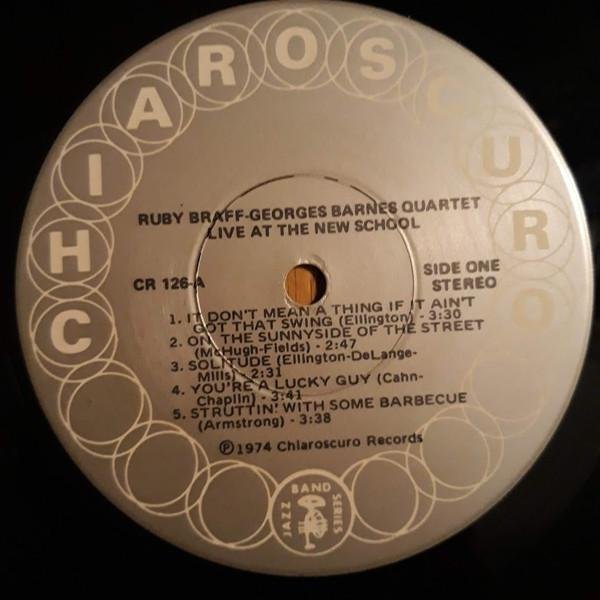 CHIAROSCURO
RUBY BRAFF-GEORGES BARNES QUARTET
LIVE AT THE NEW SCHOOL
CR 126-A
SIDE ONE
STEREO
1. IT DON'T MEAN A THING IF IT AIN'T
GOT THAT SWING (Ellington) - 3:30
2. ON THE SUNNYSIDE OF THE STREET
(McHugh-Fields) - 2:47
3. SOLITUDE (Ellington-DeLange-
Mills) - 2:31
4. YOU'RE A LUCKY GUY (Cahn-
Chaplin) - 3:41
5. STRUTTIN' WITH SOME BARBECUE
(Armstrong) - 3:38
℗ 1974 Chiaroscuro Records
JAZZ BAND SERIES